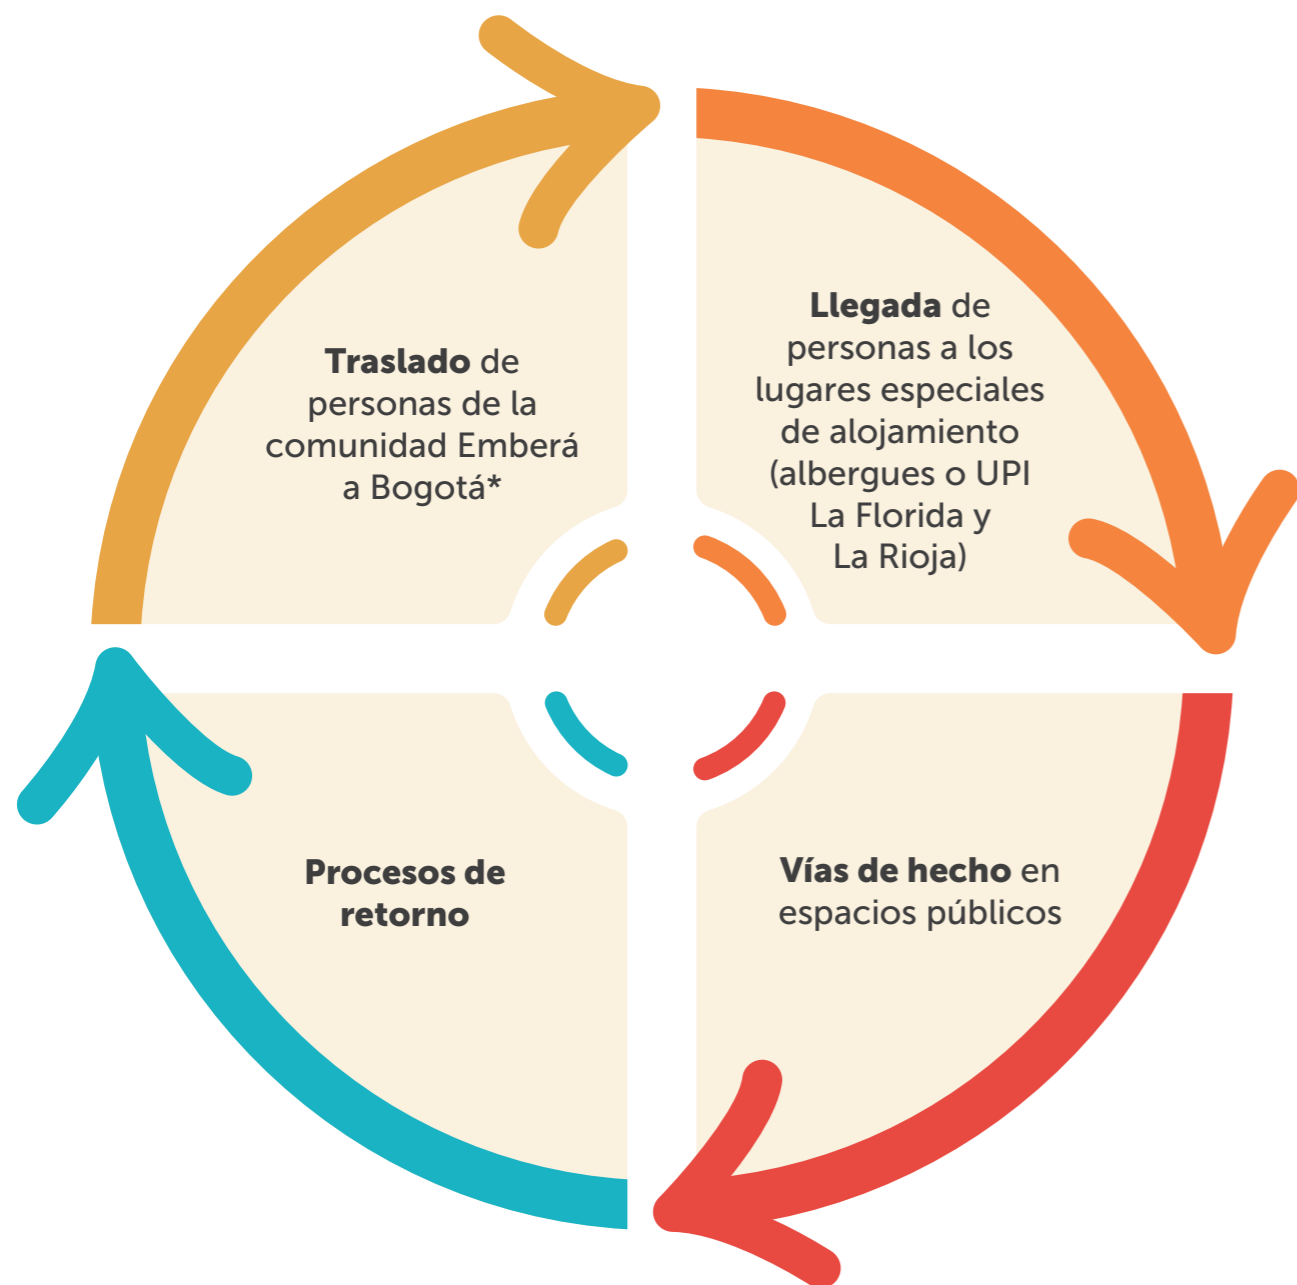 Traslado de
personas de la
comunidad Emberá
a Bogotá*
Llegada de
personas a los
lugares especiales
de alojamiento
(albergues o UPI
La Florida y
La Rioja)
Vías de hecho en
espacios públicos
Procesos de
retorno